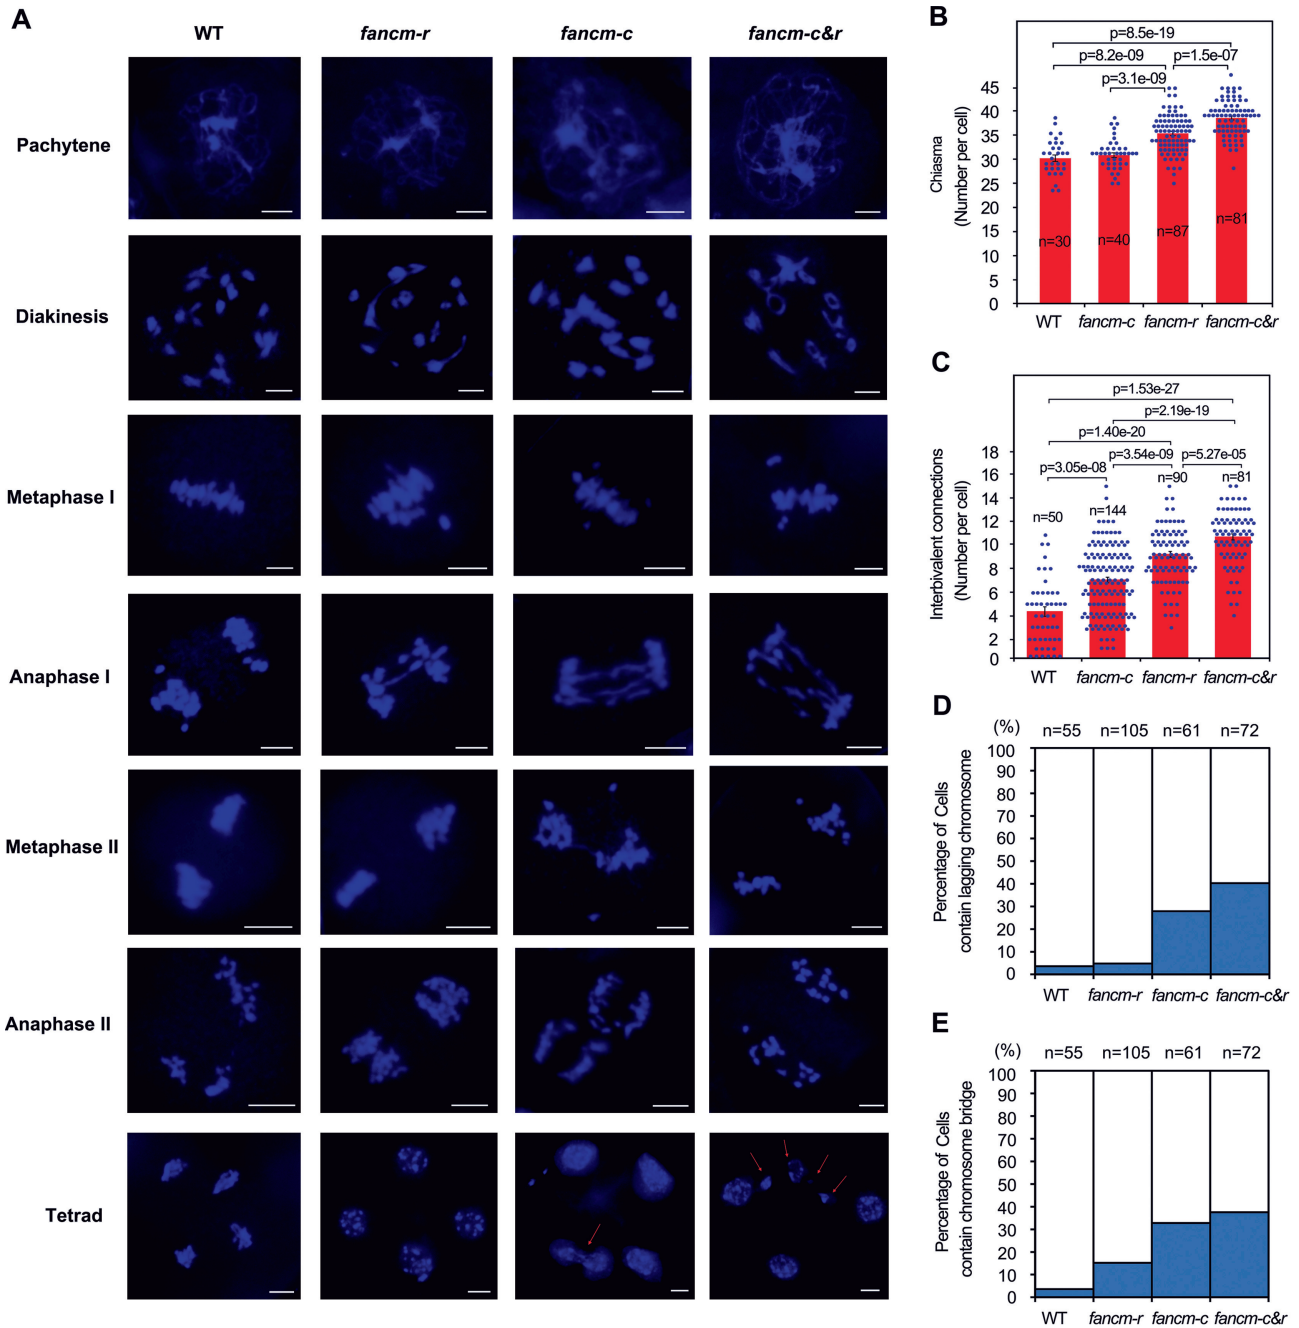 A
WT
fancm-r
fancm-c
fancm-c&r
Pachytene
Diakinesis
Metaphase I
Anaphase I
Metaphase II
Anaphase II
Tetrad
B
p=8.5e-19
p=8.2e-09
p=1.5e-07
p=3.1e-09
Chiasma
(Number per cell)
45
40
35
30
25
20
15
10
5
0
n=30
n=40
n=87
n=81
WT
fancm-c
fancm-r
fancm-c&r
C
p=1.53e-27
p=2.19e-19
p=1.40e-20
p=3.54e-09
p=5.27e-05
p=3.05e-08
Interbivalent connections
(Number per cell)
18
16
14
12
10
8
6
4
2
0
n=50
n=144
n=90
n=81
WT
fancm-c
fancm-r
fancm-c&r
D
(%)
n=55
n=105
n=61
n=72
Percentage of Cells
contain lagging chromosome
100
90
80
70
60
50
40
30
20
10
0
WT
fancm-r
fancm-c
fancm-c&r
E
(%)
n=55
n=105
n=61
n=72
Percentage of Cells
contain chromosome bridge
100
90
80
70
60
50
40
30
20
10
0
WT
fancm-r
fancm-c
fancm-c&r